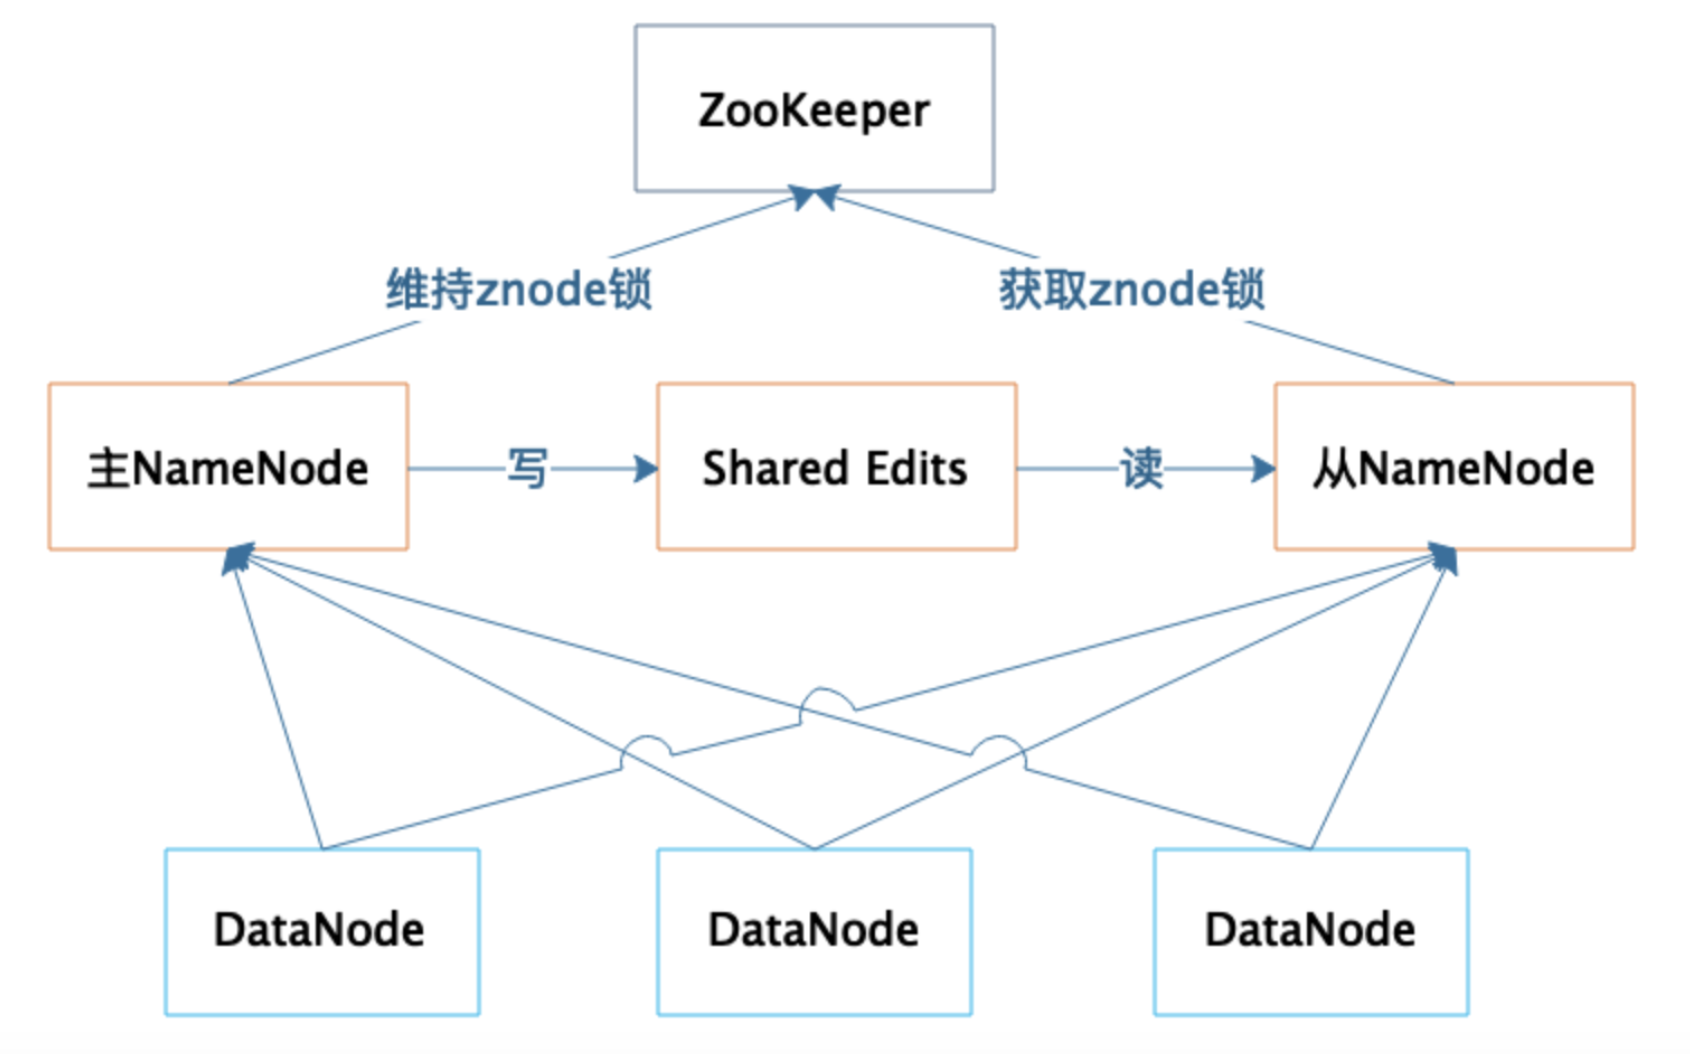 ZooKeeper
维持znode锁
获取znode锁
主NameNode
写
Shared Edits
读
从NameNode
DataNode
DataNode
DataNode